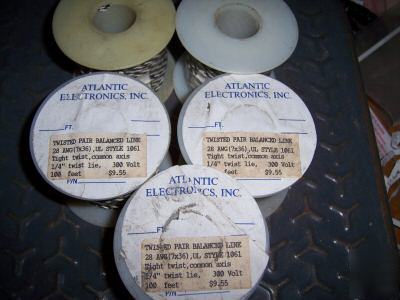 ATLANTIC
ELECTRONICS, INC.
FT.
TWISTED PAIR BALANCED LINE
28 AWG(7x36),UL STYLE 1061
Tight twist,common axis
1/4" twist lie, 300 Volt
100 feet $9.55
P/N
ATLANTIC
ELECTRONICS, INC.
FT.
TWISTED PAIR BALANCED LINE
28 AWG(7x36),UL STYLE 1061
Tight twist,common axis
1/4" twist lie, 300 Volt
100 feet $9.55
ATLANTIC
ELECTRONICS, INC.
TWISTED PAIR BALANCED LINE
28 AWG(7x36),UL STYLE 1061
Tight twist,common axis
1/4" twist lie, 300 Volt
100 feet $9.55